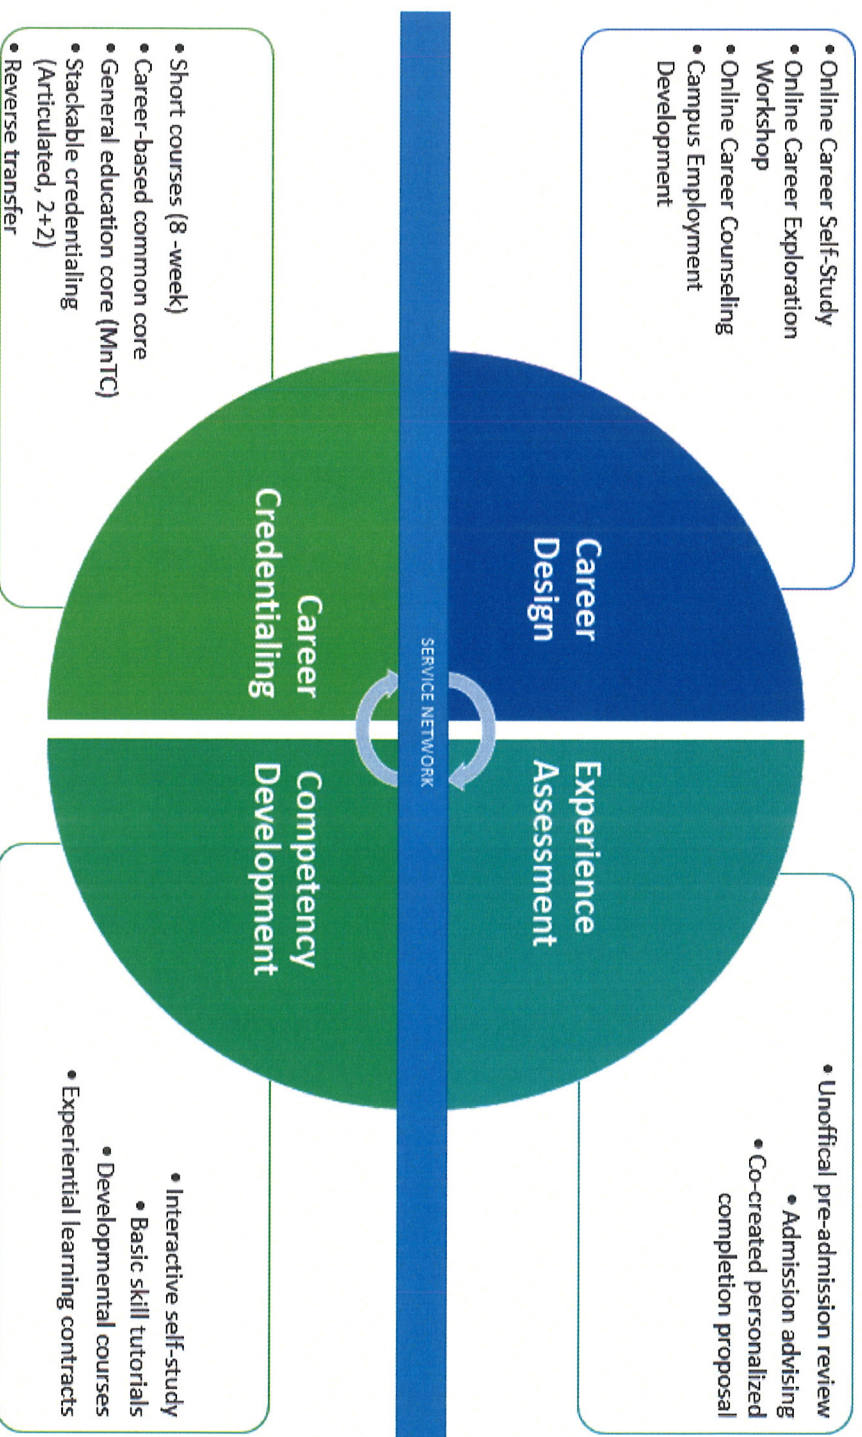 • Online Career Self-Study
• Online Career Exploration
Workshop
• Online Career Counseling
• Campus Employment
Development
• Unoffical pre-admission review
• Admission advising
• Co-created personalized
completion proposal
Career
Design
Experience
Assessment
SERVICE NETWORK
Career
Credentialing
Competency
Development
• Short courses (8 -week)
• Career-based common core
• General education core (MnTC)
• Stackable credentialing
(Articulated, 2+2)
• Reverse transfer
• Interactive self-study
• Basic skill tutorials
• Developmental courses
• Experiential learning contracts